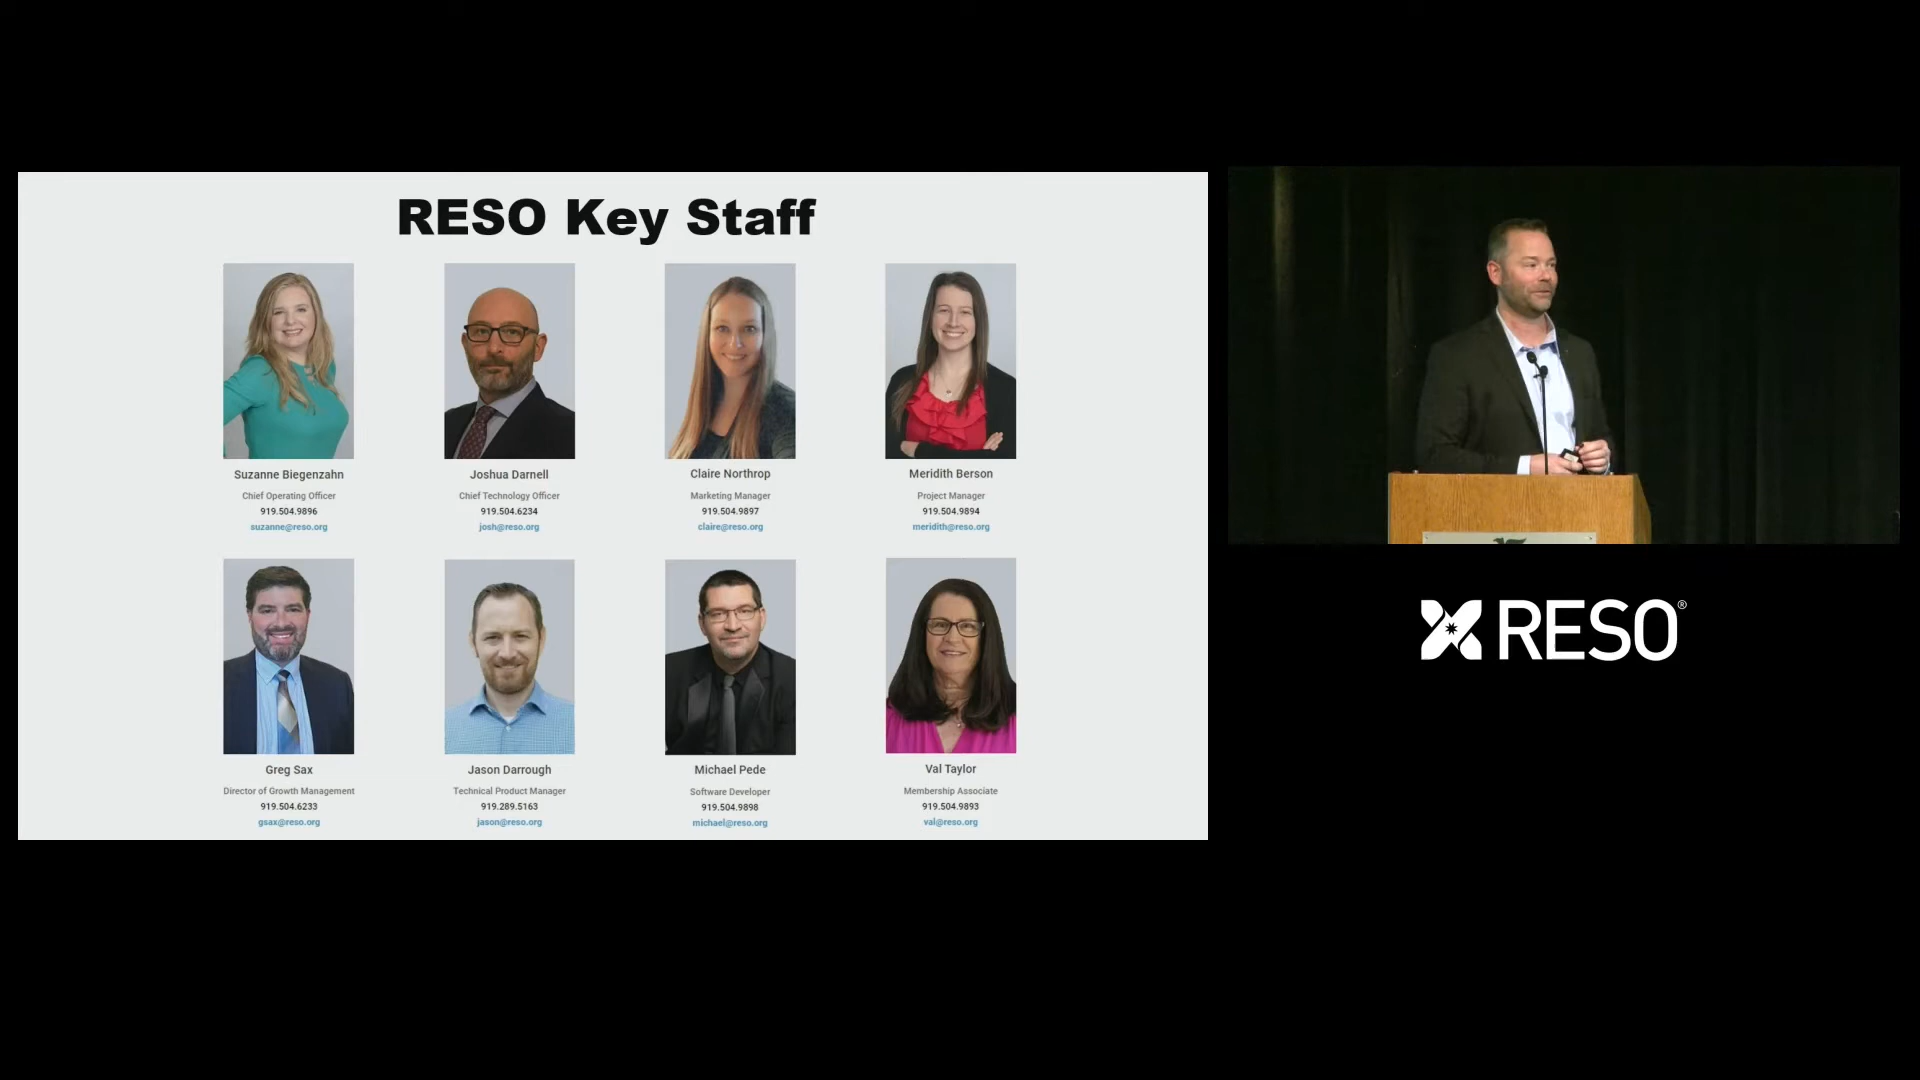 RESO Key Staff
Suzanne Biegenzahn
Chief Operating Officer
919.504.9896
suzanne@reso.org
Joshua Darnell
Chief Technology Officer
919.504.6234
josh@reso.org
Claire Northrop
Marketing Manager
919.504.9897
claire@reso.org
Meridith Berson
Project Manager
919.504.9894
meridith@reso.org
Greg Sax
Director of Growth Management
919.504.6233
gsax@reso.org
Jason Darrough
Technical Product Manager
919.289.5163
jason@reso.org
Michael Pede
Software Developer
919.504.9898
michael@reso.org
Val Taylor
Membership Associate
919.504.9893
val@reso.org
RESO®